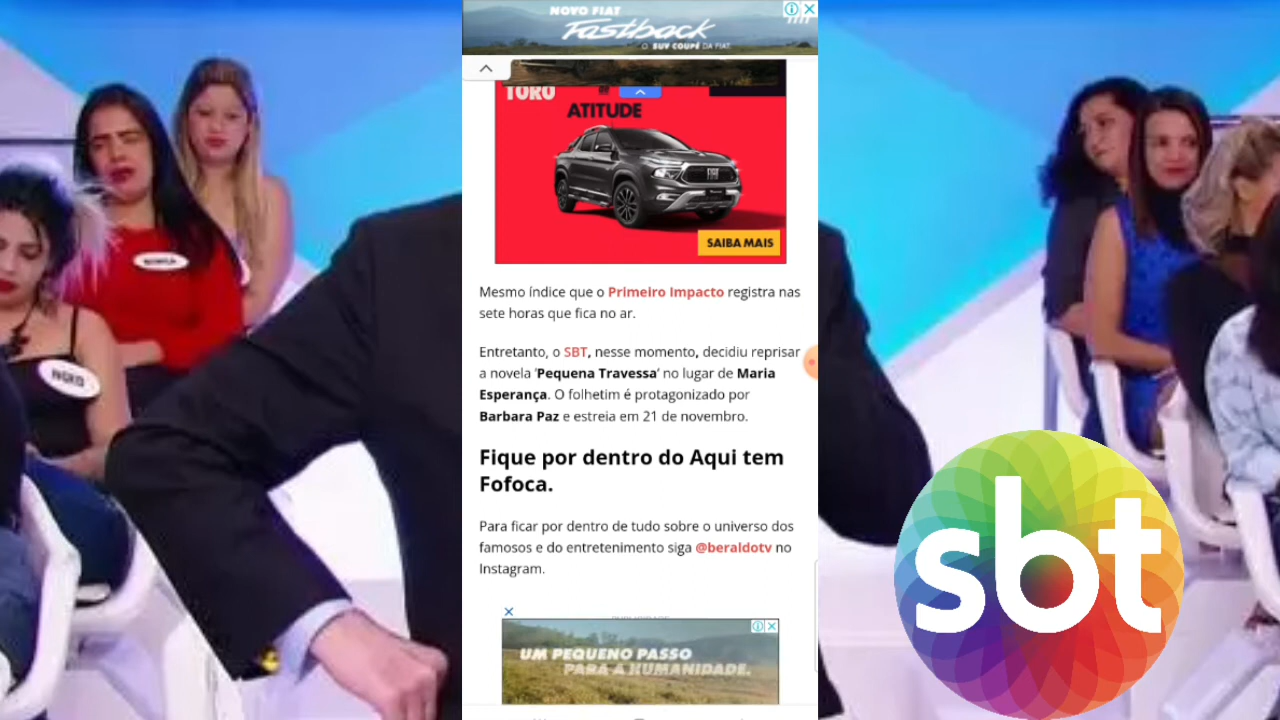 NOVO FIAT
Fastback
O SUV COUPÉ DA FIAT.
TORO
ATITUDE
SAIBA MAIS
Mesmo índice que o Primeiro Impacto registra nas
sete horas que fica no ar.
Entretanto, o SBT, nesse momento, decidiu reprisar
a novela ‘Pequena Travessa’ no lugar de Maria
Esperança. O folhetim é protagonizado por
Barbara Paz e estreia em 21 de novembro.
Fique por dentro do Aqui tem
Fofoca.
Para ficar por dentro de tudo sobre o universo dos
famosos e do entretenimento siga @beraldotv no
Instagram.
UM PEQUENO PASSO
PARA A HUMANIDADE.
sbt